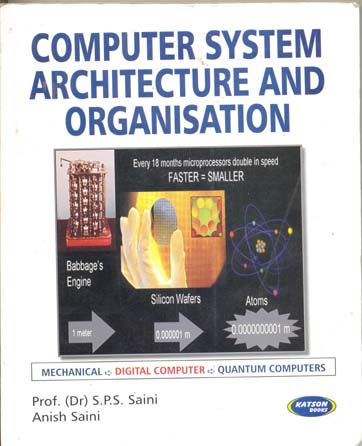 COMPUTER SYSTEM
ARCHITECTURE AND
ORGANISATION
Every 18 months microprocessors double in speed
FASTER = SMALLER
Babbage's
Engine
Silicon Wafers
Atoms
1 meter
0.000001 m
0.0000000001 m
MECHANICAL ➪ DIGITAL COMPUTER ➪ QUANTUM COMPUTERS
Prof. (Dr) S.P.S. Saini
Anish Saini
KATSON
BOOKS